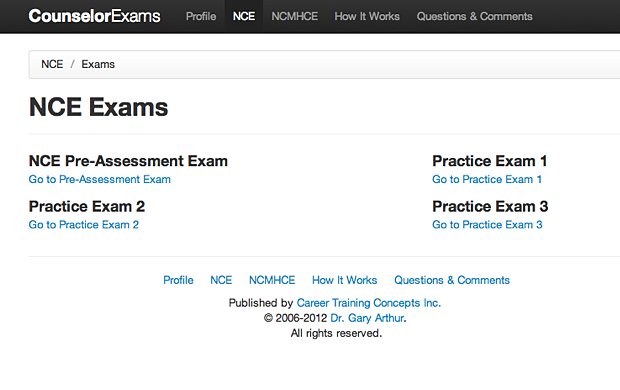 CounselorExams Profile NCE NCMHCE How It Works Questions & Comments
NCE / Exams
NCE Exams
NCE Pre-Assessment Exam
Go to Pre-Assessment Exam
Practice Exam 1
Go to Practice Exam 1
Practice Exam 2
Go to Practice Exam 2
Practice Exam 3
Go to Practice Exam 3
Profile NCE NCMHCE How It Works Questions & Comments
Published by Career Training Concepts Inc.
© 2006-2012 Dr. Gary Arthur.
All rights reserved.